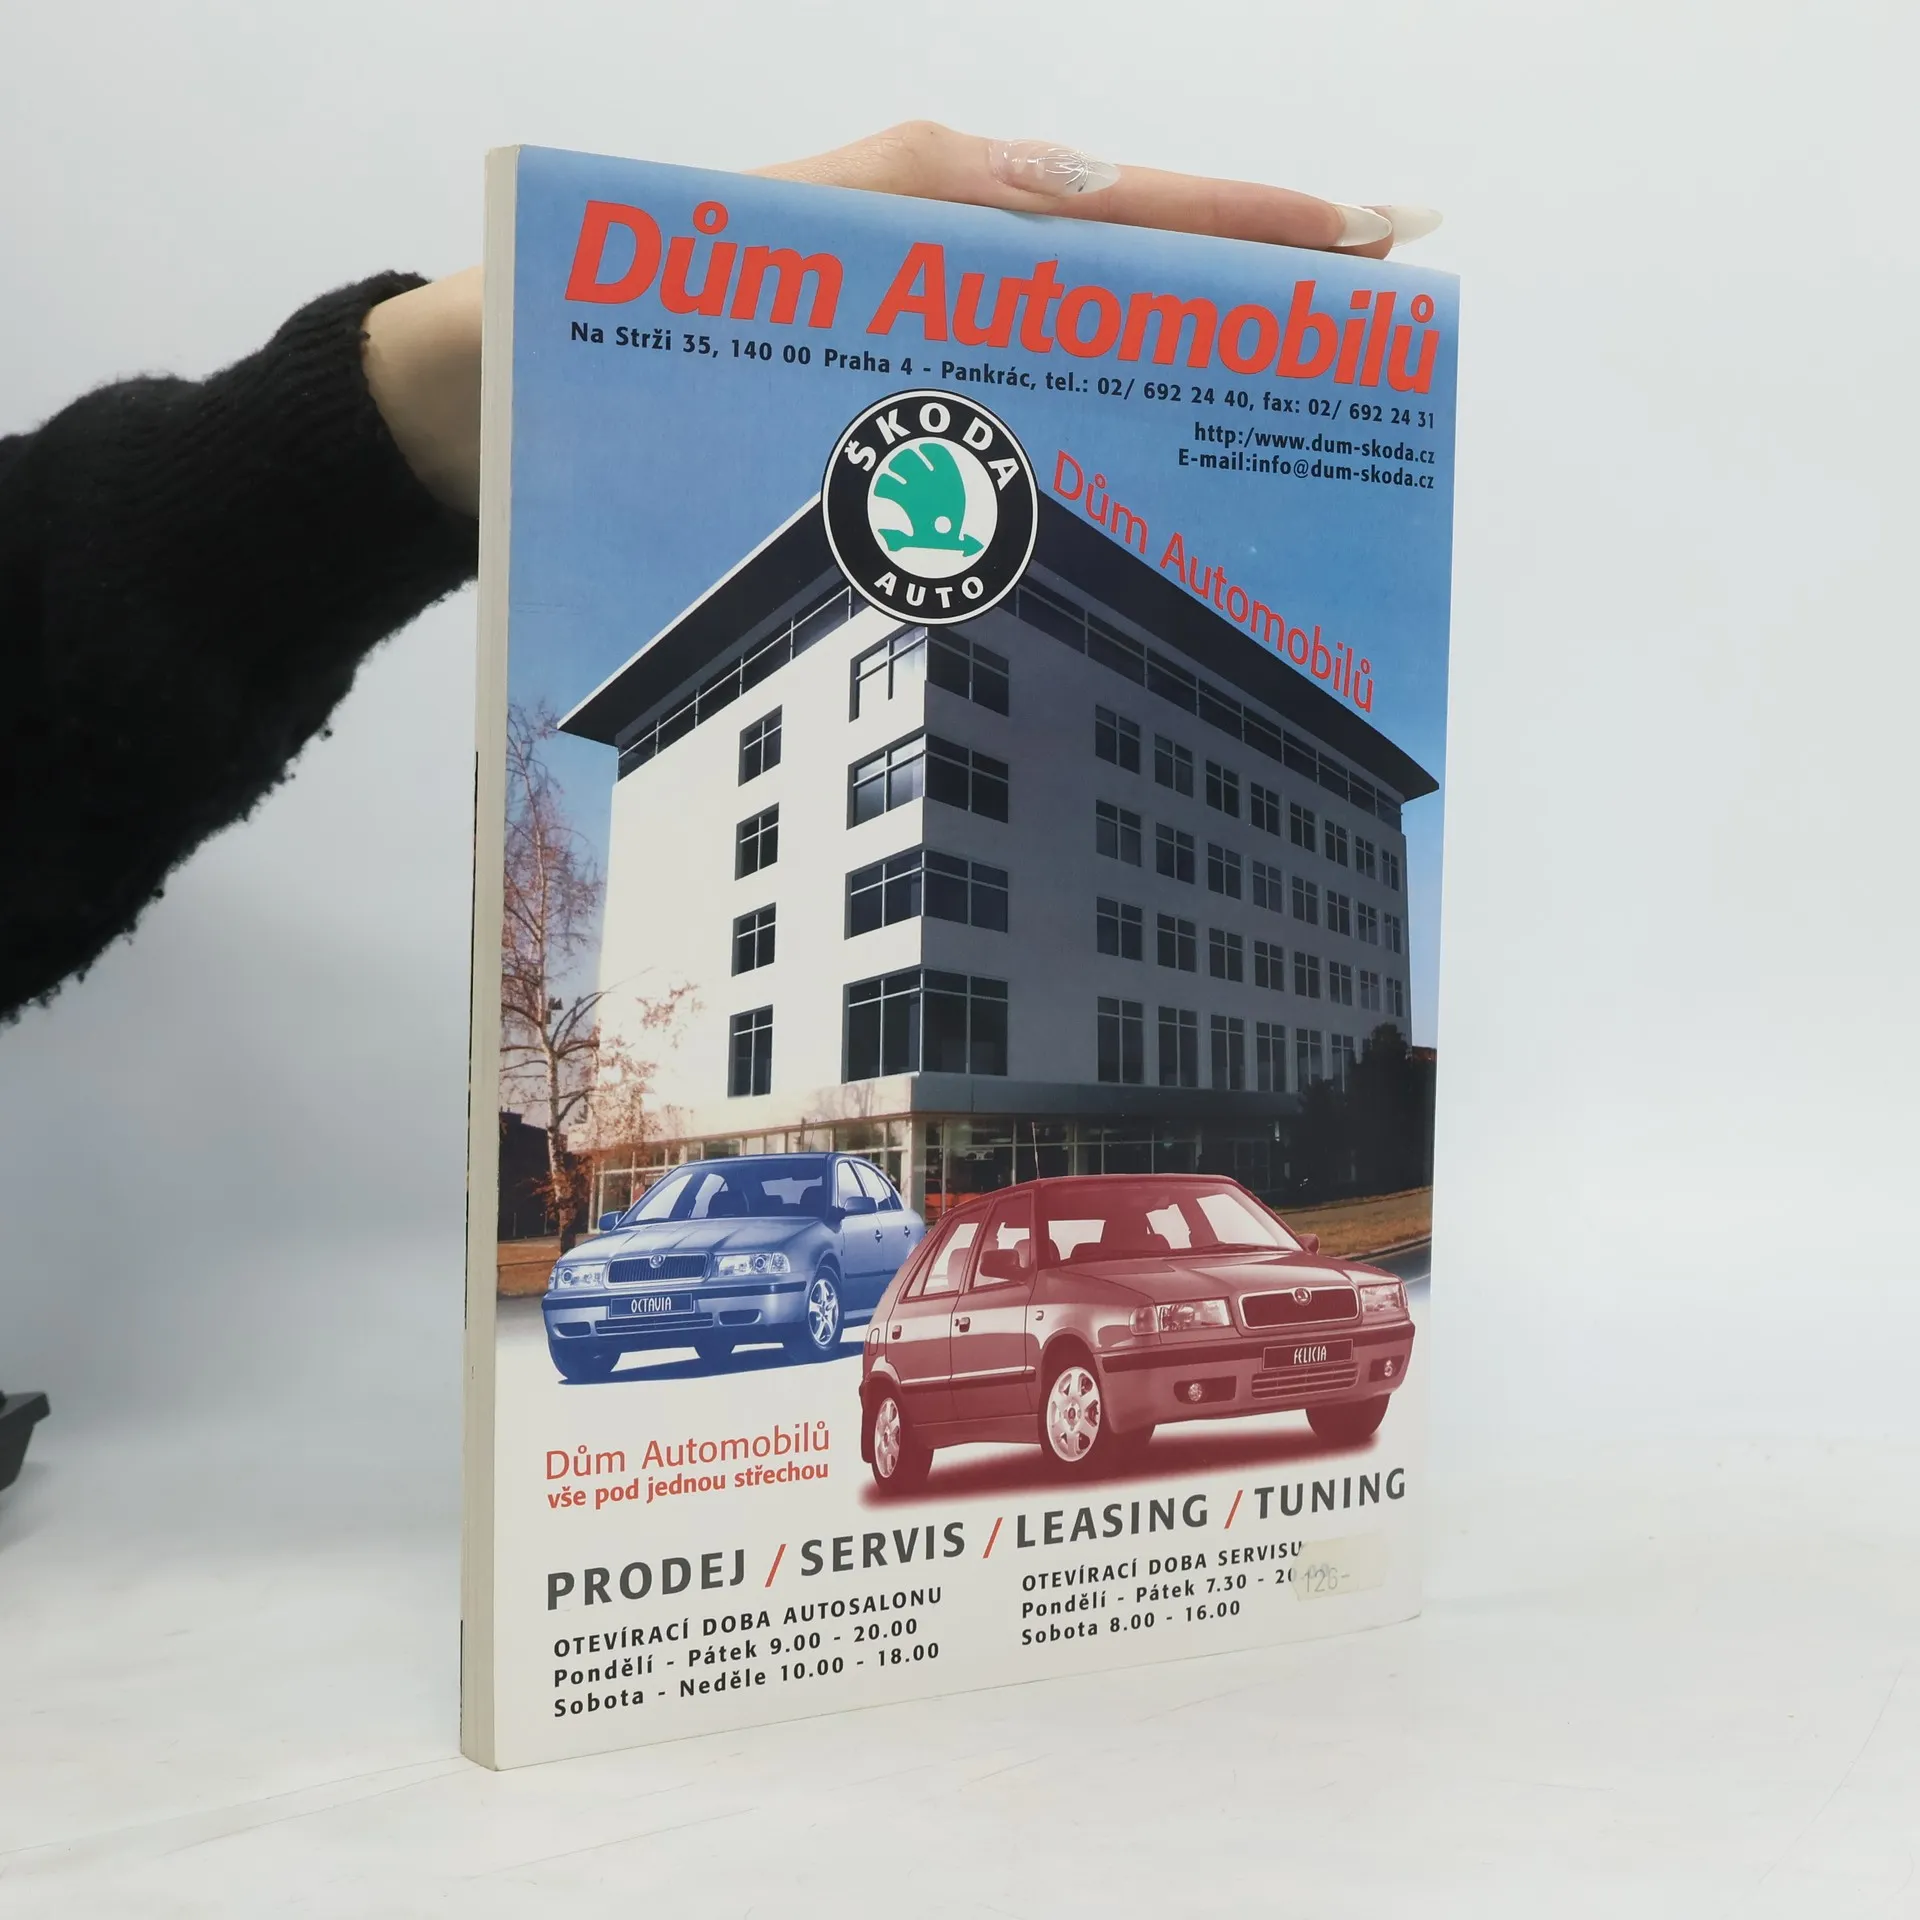 Dům Automobilů
Na Strži 35, 140 00 Praha 4 - Pankrác, tel.: 02/ 692 24 40, fax: 02/ 692 24 31
http:/www.dum-skoda.cz
E-mail:info@dum-skoda.cz
ŠKODA
AUTO
Dům Automobilů
OCTAVIA
FELICIA
Dům Automobilů
vše pod jednou střechou
PRODEJ / SERVIS / LEASING / TUNING
OTEVÍRACÍ DOBA AUTOSALONU
Pondělí - Pátek 9.00 - 20.00
Sobota - Neděle 10.00 - 18.00
OTEVÍRACÍ DOBA SERVISU
Pondělí - Pátek 7.30 - 20.00
Sobota 8.00 - 16.00
126-